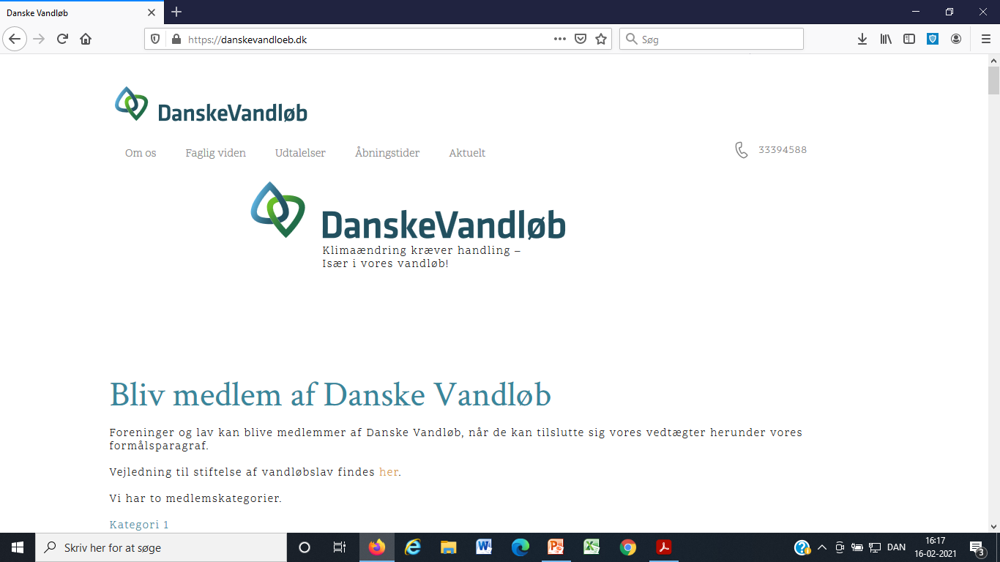 Danske Vandløb
https://danskevandloeb.dk
Søg
DanskeVandløb
Om os Faglig viden Udtalelser Åbningstider Aktuelt
33394588
DanskeVandløb
Klimaændring kræver handling –
Især i vores vandløb!
Bliv medlem af Danske Vandløb
Foreninger og lav kan blive medlemmer af Danske Vandløb, når de kan tilslutte sig vores vedtægter herunder vores
formålsparagraf.
Vejledning til stiftelse af vandløbslav findes her.
Vi har to medlemskategorier.
Kategori 1
Skriv her for at søge
DAN
16:17
16-02-2021
3